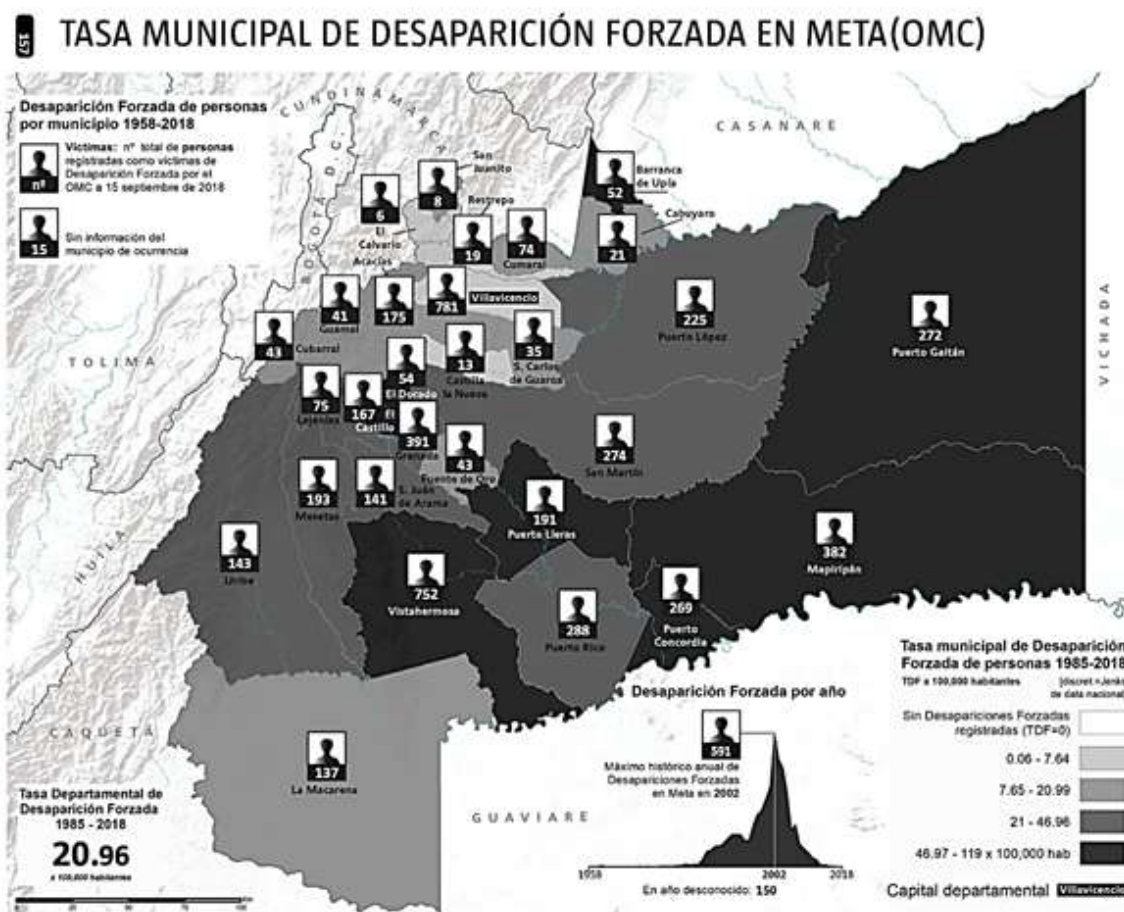 157
TASA MUNICIPAL DE DESAPARICIÓN FORZADA EN META(OMC)
Desaparición Forzada de personas
por municipio 1958-2018
nº
Víctimas: nº total de personas
registradas como víctimas de
Desaparición Forzada por el
OMC a 15 septiembre de 2018
15
Sin información del
municipio de ocurrencia
CUNDINAMARCA
BOGOTÁ D.C.
CASANARE
VICHADA
TOLIMA
HUILA
CAQUETÁ
GUAVIARE
San
Juanito
8
6
El
Calvario
Restrepo
19
74
Cumaral
52
Barranca
de Upía
Cabuyaro
21
Acacías
175
41
Guamal
781
Villavicencio
225
Puerto López
272
Puerto Gaitán
43
Cubarral
54
El Dorado
13
Castilla
la Nueva
35
S. Carlos
de Guaroa
75
Lejanías
167
El
Castillo
391
Granada
43
Fuente de Oro
274
San Martín
193
Mesetas
141
S. Juan
de Arama
191
Puerto Lleras
382
Mapiripán
143
Uribe
752
Vistahermosa
288
Puerto Rico
269
Puerto
Concordia
137
La Macarena
Tasa Departamental de
Desaparición Forzada
1985 - 2018
20.96
x 100,000 habitantes
Desaparición Forzada por año
591
Máximo histórico anual de
Desapariciones Forzadas
en Meta en 2002
1958
2002
2018
En año desconocido: 150
Tasa municipal de Desaparición
Forzada de personas 1985-2018
TDF x 100,000 habitantes
[discret.=Jenks
de data nacional
Sin Desapariciones Forzadas
registradas (TDF=0)
0.06 - 7.64
7.65 - 20.99
21 - 46.96
46.97 - 119 x 100,000 hab
Capital departamental Villavicencio